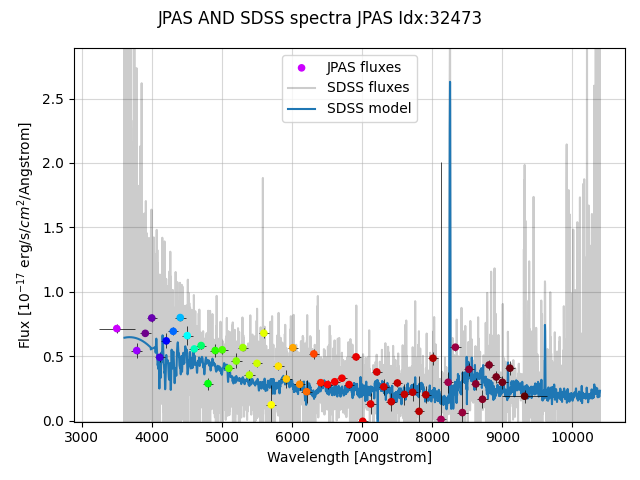 JPAS AND SDSS spectra JPAS Idx:32473
JPAS fluxes
SDSS fluxes
SDSS model
Flux [10⁻¹⁷ erg/s/cm²/Angstrom]
2.5
2.0
1.5
1.0
0.5
0.0
3000 4000 5000 6000 7000 8000 9000 10000
Wavelength [Angstrom]